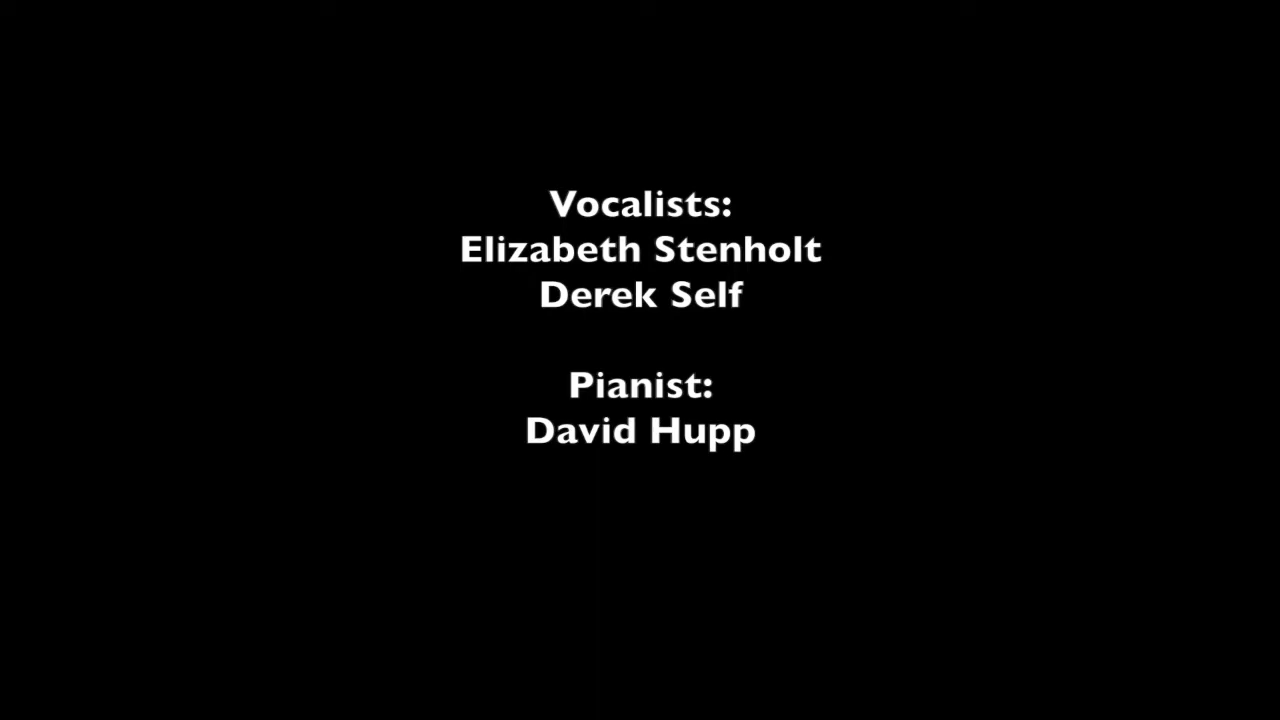 Vocalists:
Elizabeth Stenholt
Derek Self
Pianist:
David Hupp